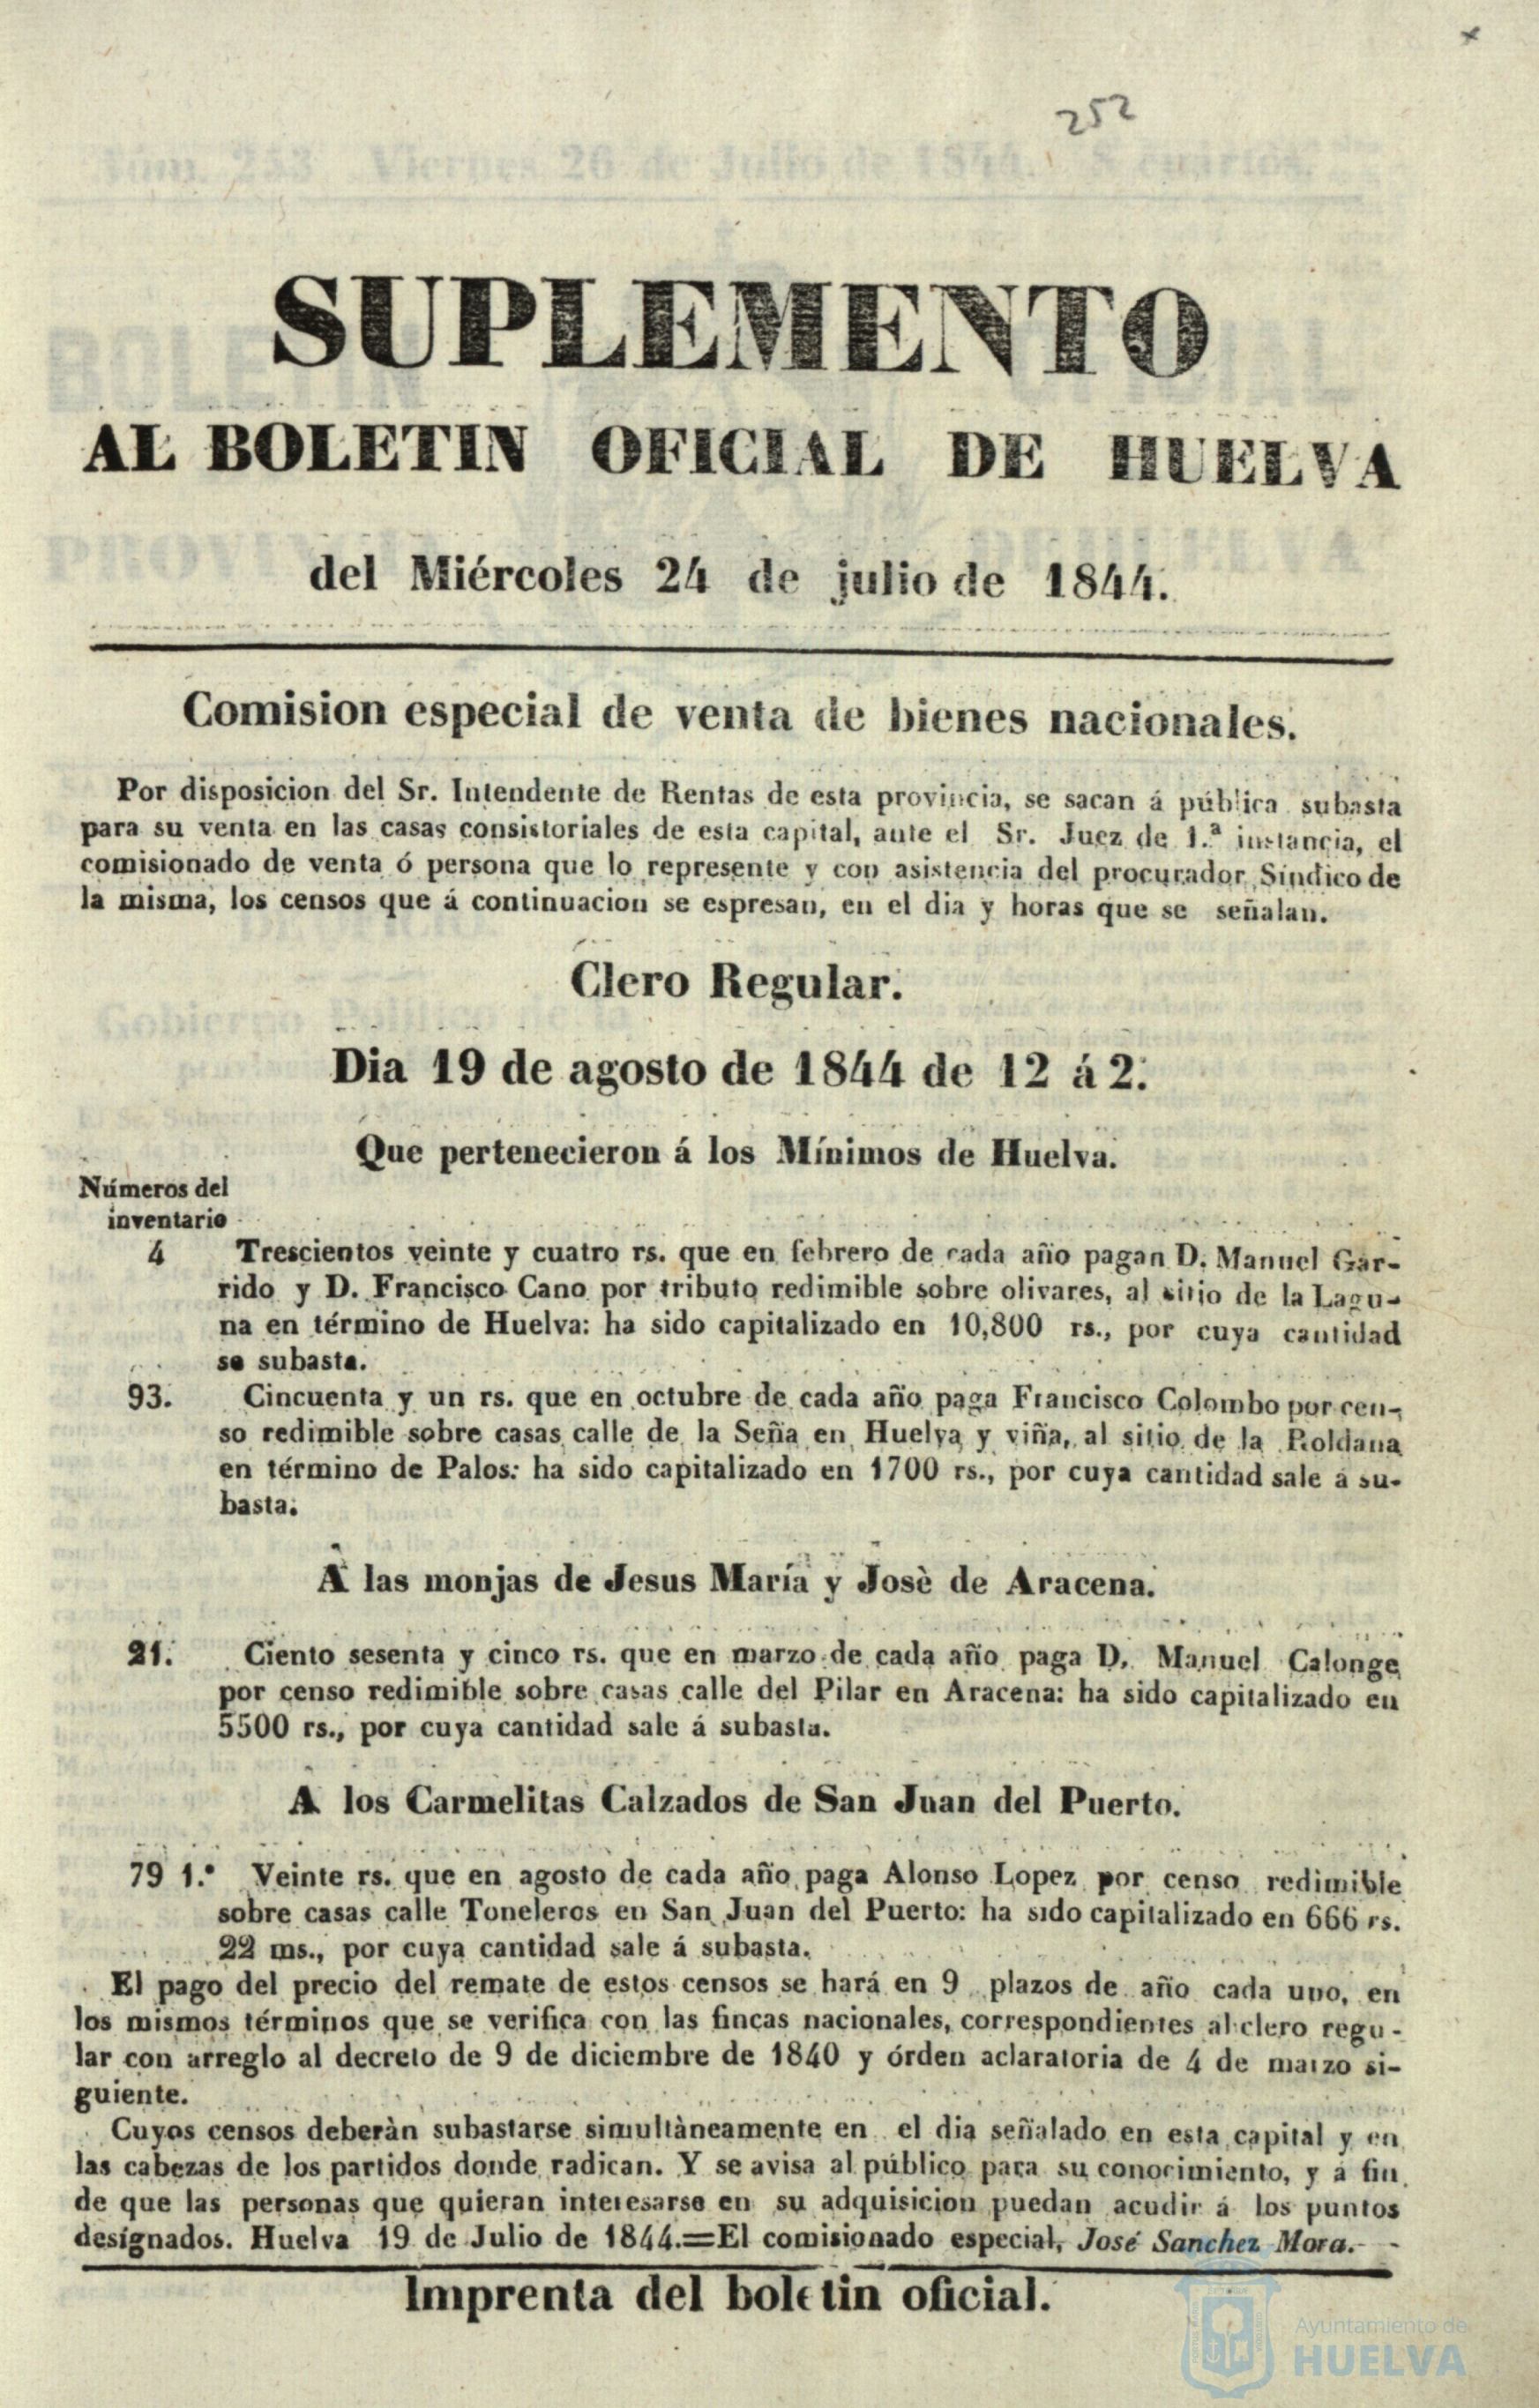 252
SUPLEMENTO
AL BOLETIN OFICIAL DE HUELVA
del Miércoles 24 de julio de 1844.
Comision especial de venta de bienes nacionales.
Por disposicion del Sr. Intendente de Rentas de esta provincia, se sacan á pública subasta
para su venta en las casas consistoriales de esta capital, ante el Sr. Juez de 1.ª instancia, el
comisionado de venta ó persona que lo represente y con asistencia del procurador Sindico de
la misma, los censos que á continuacion se espresan, en el dia y horas que se señalan.
Clero Regular.
Dia 19 de agosto de 1844 de 12 á 2.
Que pertenecieron á los Mínimos de Huelva.
Números del
inventario
4 Trescientos veinte y cuatro rs. que en febrero de cada año pagan D. Manuel Gar-
rido y D. Francisco Cano por tributo redimible sobre olivares, al sitio de la Lagu-
na en término de Huelva: ha sido capitalizado en 10,800 rs., por cuya cantidad
se subasta.
93. Cincuenta y un rs. que en octubre de cada año paga Francisco Colombo por cen-
so redimible sobre casas calle de la Seña en Huelva y viña, al sitio de la Roldana
en término de Palos: ha sido capitalizado en 1700 rs., por cuya cantidad sale á su-
basta.
A las monjas de Jesus María y Josè de Aracena.
21. Ciento sesenta y cinco rs. que en marzo de cada año paga D. Manuel Calonge
por censo redimible sobre casas calle del Pilar en Aracena: ha sido capitalizado en
5500 rs., por cuya cantidad sale á subasta.
A los Carmelitas Calzados de San Juan del Puerto.
79 1.º Veinte rs. que en agosto de cada año paga Alonso Lopez por censo redimible
sobre casas calle Toneleros en San Juan del Puerto: ha sido capitalizado en 666 rs.
22 ms., por cuya cantidad sale á subasta.
El pago del precio del remate de estos censos se hará en 9 plazos de año cada uno, en
los mismos términos que se verifica con las fincas nacionales, correspondientes al clero regu-
lar con arreglo al decreto de 9 de diciembre de 1840 y órden aclaratoria de 4 de marzo si-
guiente.
Cuyos censos deberàn subastarse simultàneamente en el dia señalado en esta capital y en
las cabezas de los partidos donde radican. Y se avisa al público para su conocimiento, y á fin
de que las personas que quieran interesarse en su adquisicion puedan acudir á los puntos
designados. Huelva 19 de Julio de 1844.=El comisionado especial, José Sanchez Mora.
Imprenta del boletin oficial.
Ayuntamiento de
HUELVA